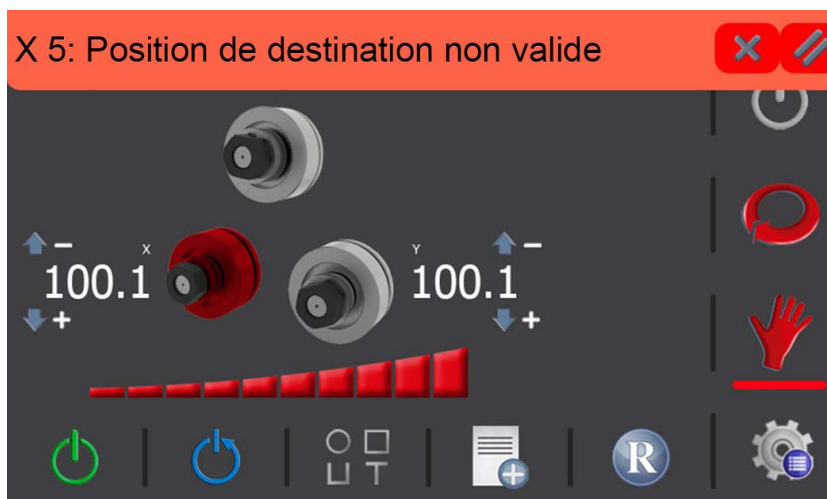 X 5: Position de destination non valide
X
100.1
Y
100.1
R